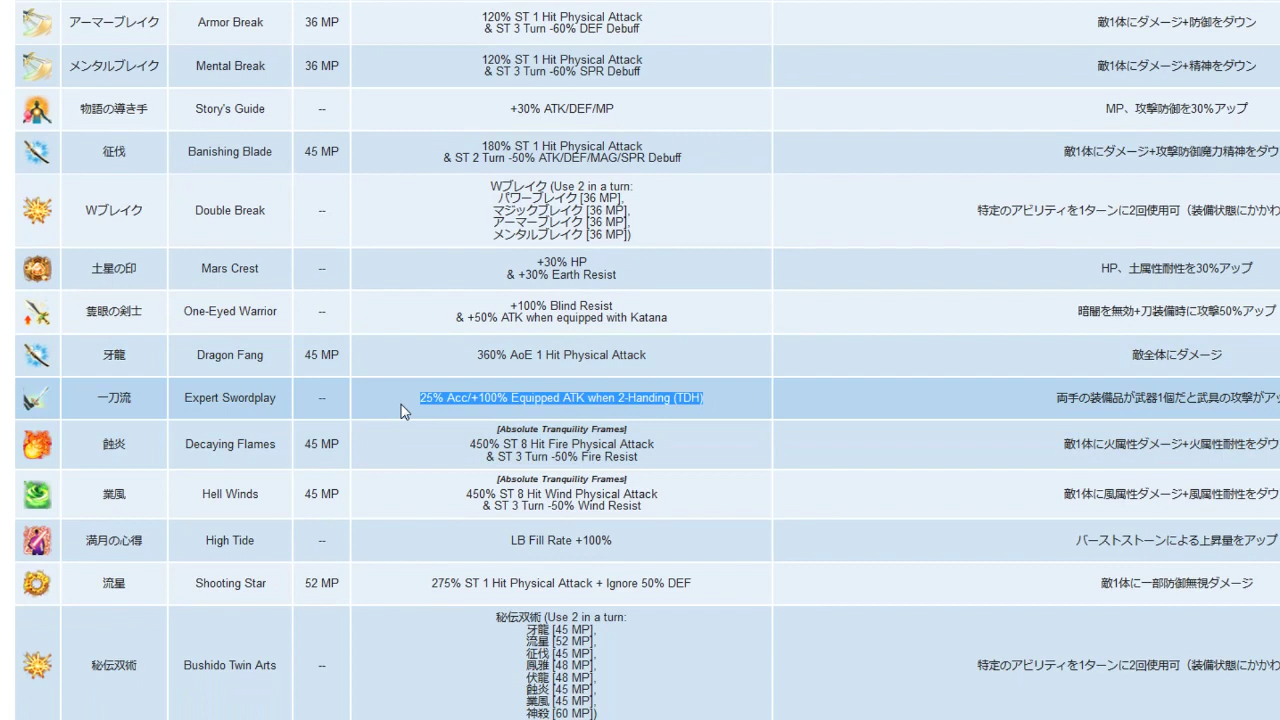 アーマーブレイク
Armor Break
36 MP
120% ST 1 Hit Physical Attack
& ST 3 Turn -60% DEF Debuff
敵1体にダメージ+防御をダウン
メンタルブレイク
Mental Break
36 MP
120% ST 1 Hit Physical Attack
& ST 3 Turn -60% SPR Debuff
敵1体にダメージ+精神をダウン
物語の導き手
Story's Guide
--
+30% ATK/DEF/MP
MP、攻撃防御を30%アップ
征伐
Banishing Blade
45 MP
180% ST 1 Hit Physical Attack
& ST 2 Turn -50% ATK/DEF/MAG/SPR Debuff
敵1体にダメージ+攻撃防御魔力精神をダウ
Wブレイク
Double Break
--
Wブレイク (Use 2 in a turn:
パワーブレイク [36 MP],
マジックブレイク [36 MP],
アーマーブレイク [36 MP],
メンタルブレイク [36 MP])
特定のアビリティを1ターンに2回使用可（装備状態にかかわ
土星の印
Mars Crest
--
+30% HP
& +30% Earth Resist
HP、土属性耐性を30%アップ
隻眼の剣士
One-Eyed Warrior
--
+100% Blind Resist
& +50% ATK when equipped with Katana
暗闇を無効+刀装備時に攻撃50%アップ
牙龍
Dragon Fang
45 MP
360% AoE 1 Hit Physical Attack
敵全体にダメージ
一刀流
Expert Swordplay
--
25% Acc/+100% Equipped ATK when 2-Handing (TDH)
両手の装備品が武器1個だと武具の攻撃がアッ
蝕炎
Decaying Flames
45 MP
[Absolute Tranquility Frames]
450% ST 8 Hit Fire Physical Attack
& ST 3 Turn -50% Fire Resist
敵1体に火属性ダメージ+火属性耐性をダウ
業風
Hell Winds
45 MP
[Absolute Tranquility Frames]
450% ST 8 Hit Wind Physical Attack
& ST 3 Turn -50% Wind Resist
敵1体に風属性ダメージ+風属性耐性をダウ
満月の心得
High Tide
--
LB Fill Rate +100%
バーストストーンによる上昇量をアップ
流星
Shooting Star
52 MP
275% ST 1 Hit Physical Attack + Ignore 50% DEF
敵1体に一部防御無視ダメージ
秘伝双術
Bushido Twin Arts
--
秘伝双術 (Use 2 in a turn:
牙龍 [45 MP],
流星 [52 MP],
征伐 [45 MP],
鳳雅 [48 MP],
伏龍 [48 MP],
蝕炎 [45 MP],
業風 [45 MP],
神殺 [60 MP])
特定のアビリティを1ターンに2回使用可（装備状態にかかわ